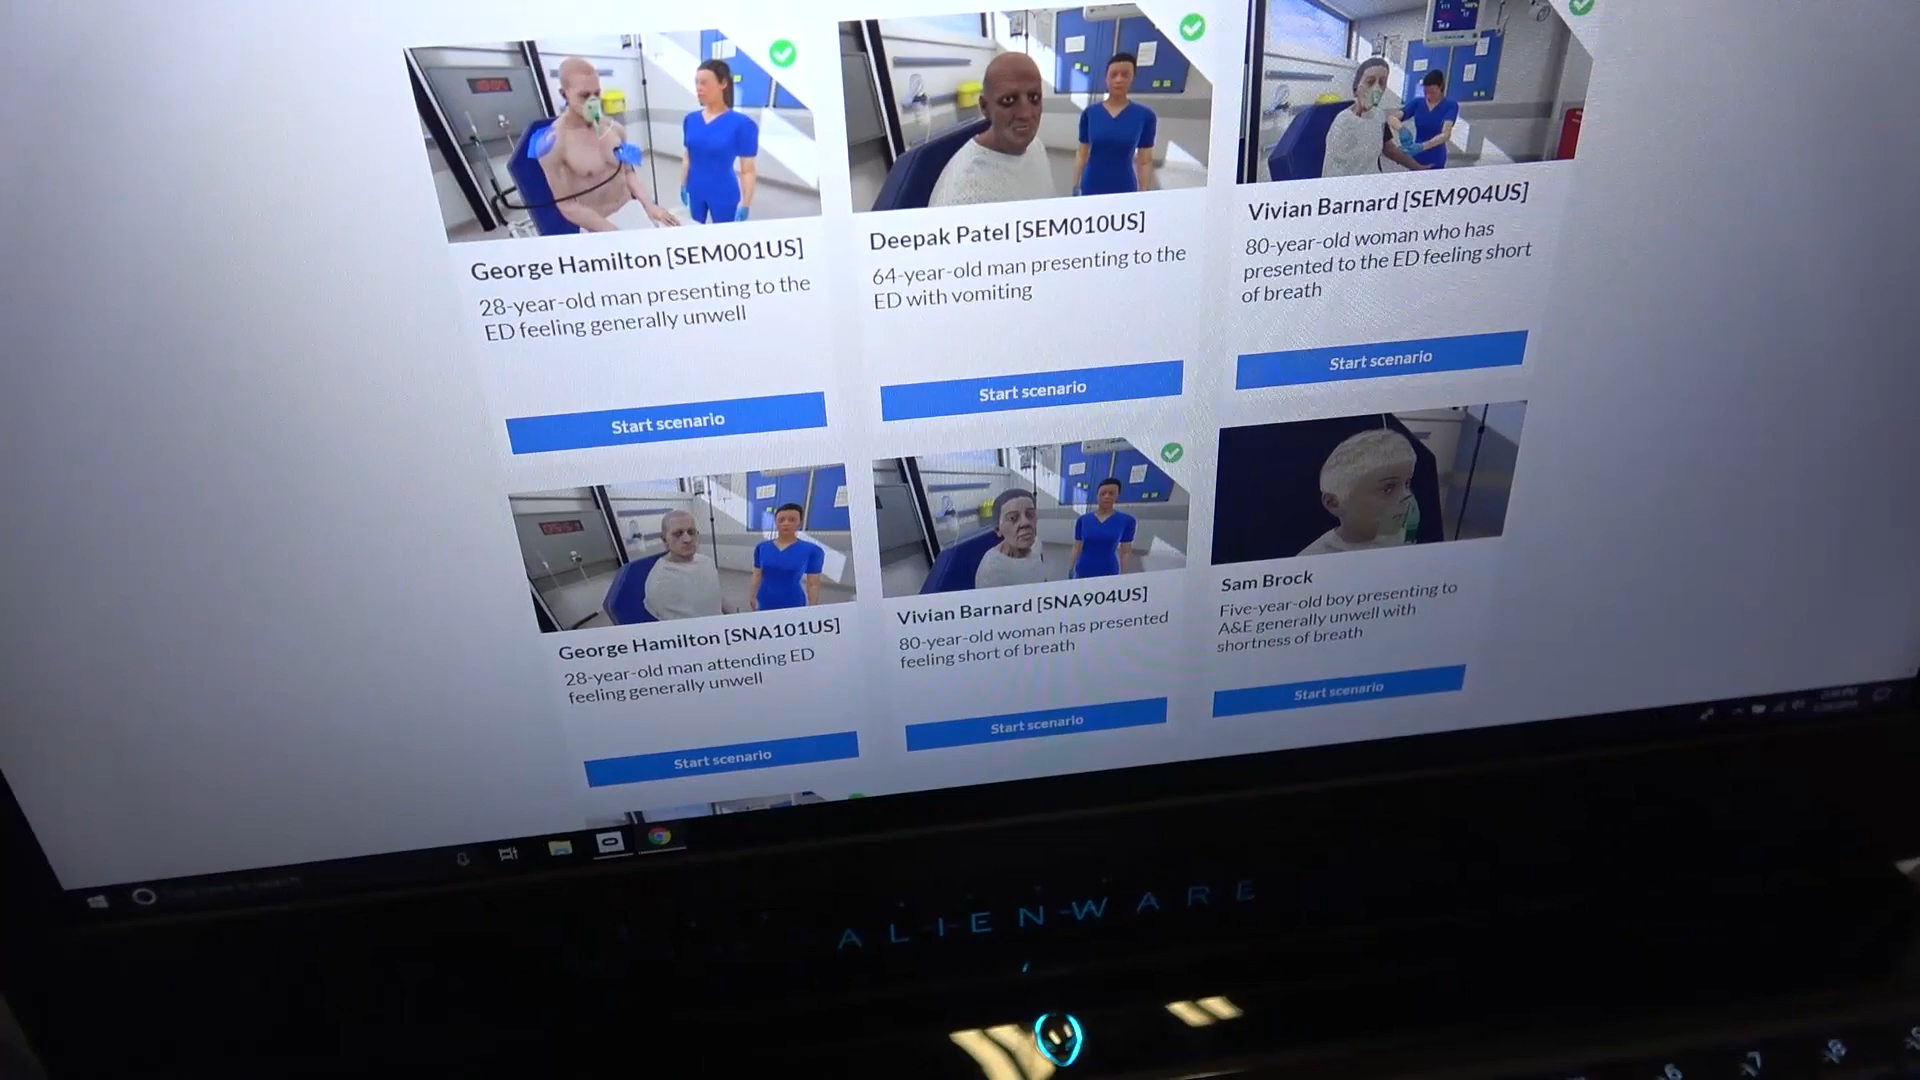 George Hamilton [SEM001US]
28-year-old man presenting to the
ED feeling generally unwell
Start scenario
Deepak Patel [SEM010US]
64-year-old man presenting to the
ED with vomiting
Start scenario
Vivian Barnard [SEM904US]
80-year-old woman who has
presented to the ED feeling short
of breath
Start scenario
George Hamilton [SNA101US]
28-year-old man attending ED
feeling generally unwell
Start scenario
Vivian Barnard [SNA904US]
80-year-old woman has presented
feeling short of breath
Start scenario
Sam Brock
Five-year-old boy presenting to
A&E generally unwell with
shortness of breath
Start scenario
ALIENWARE